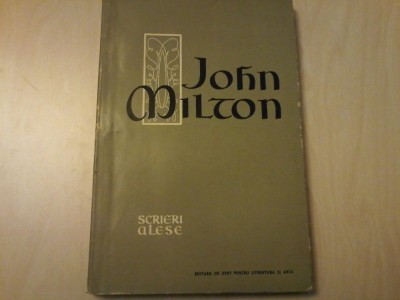 John
Milton
SCRIERI
ALESE
EDITURA DE STAT PENTRU LITERATURĂ ȘI ARTĂ